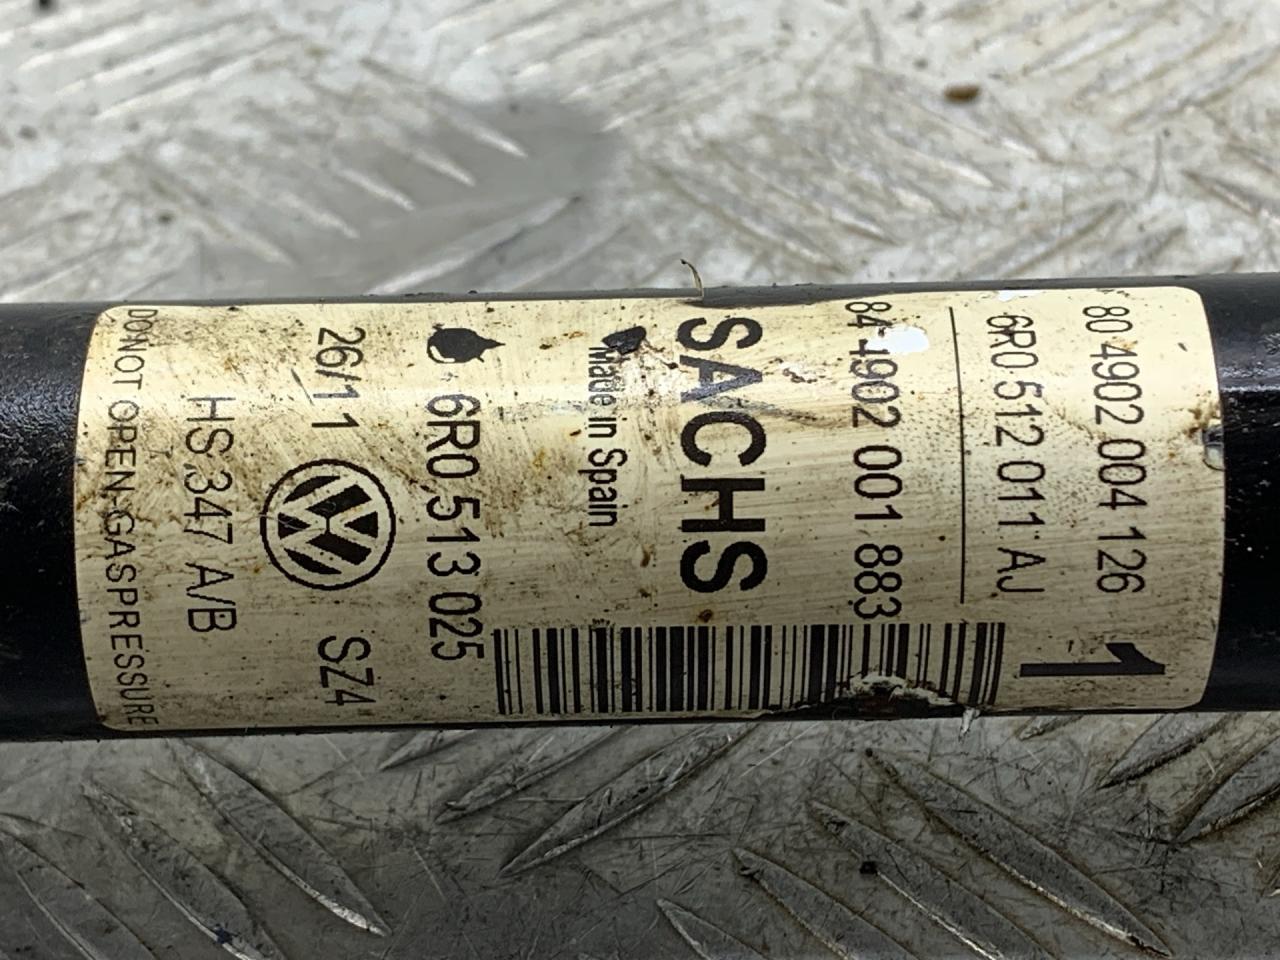 80 4902 004 126
1
6R0 512 011 AJ
84 4902 001 883
SACHS
Made in Spain
6R0 513 025
26/11 VW SZ4
HS 347 A/B
DO NOT OPEN-GASPRESSURE